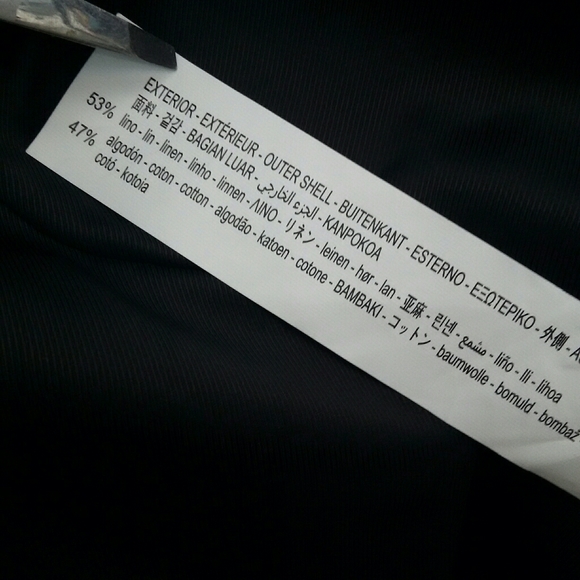 EXTERIOR - EXTÉRIEUR - OUTER SHELL - BUITENKANT - ESTERNO - ΕΞΩΤΕΡΙΚΟ - 外側 -
面料 - 겉감 - BAGIAN LUAR - الجزء الخارجي - KANPOKOA
53% lino - lin - linen - linho - linnen - ΛΙΝΟ - リネン - leinen - hør - lan - 亚麻 - 린넨 - مشمع - liño - lli - lihoa
47% algodón - coton - cotton - algodão - katoen - cotone - ΒΑΜΒΑΚΙ - コットン - baumwolle - bomuld - bombaž
cotó - kotoia